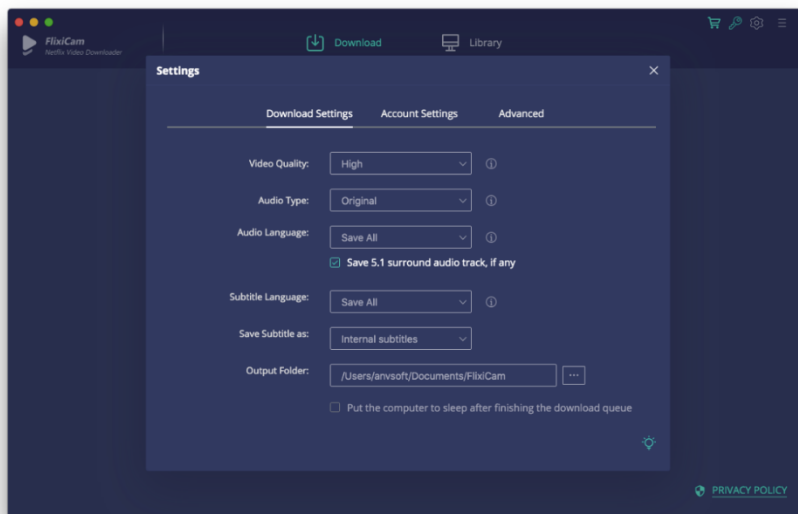 FlixiCam
Netflix Video Downloader
Download
Library
Settings
Download Settings Account Settings Advanced
Video Quality: High
Audio Type: Original
Audio Language: Save All
Save 5.1 surround audio track, if any
Subtitle Language: Save All
Save Subtitle as: Internal subtitles
Output Folder: /Users/anvsoft/Documents/FlixiCam ...
Put the computer to sleep after finishing the download queue
PRIVACY POLICY